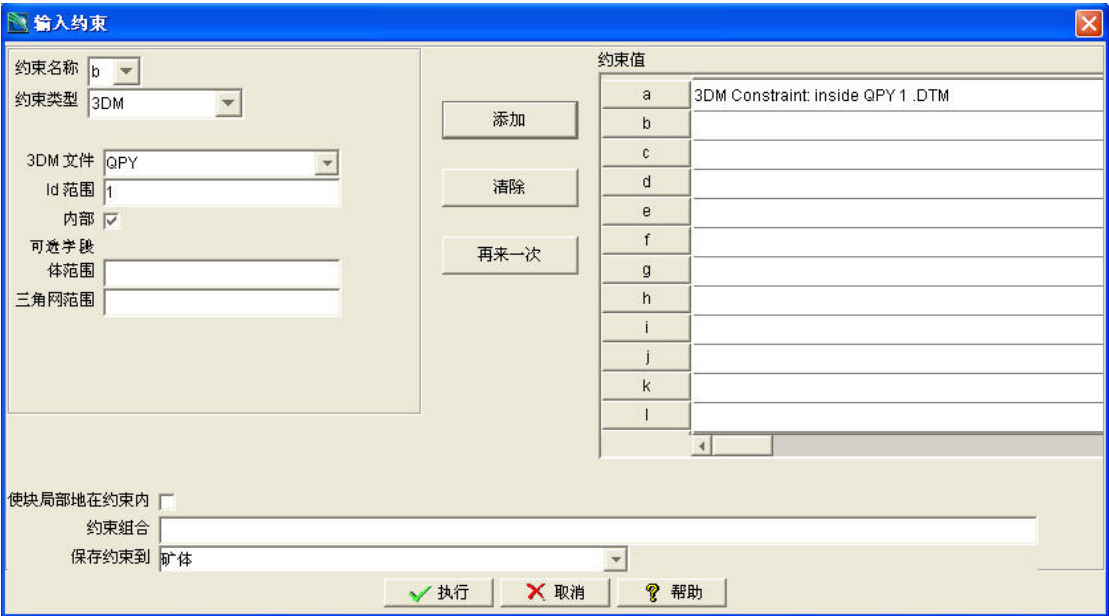 输入约束
约束名称 b
约束类型 3DM
3DM 文件 QPY
Id 范围 1
内部
可选字段
体范围
三角网范围
添加
清除
再来一次
约束值
a 3DM Constraint: inside QPY 1 .DTM
b
c
d
e
f
g
h
i
j
k
l
使块局部地在约束内
约束组合
保存约束到 矿体
执行 取消 帮助